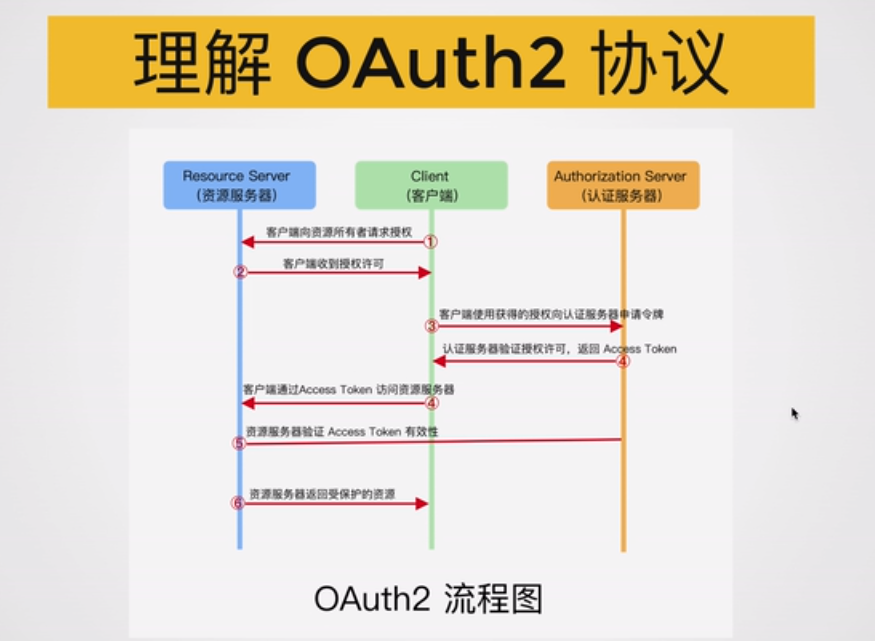 理解 OAuth2 协议
Resource Server
（资源服务器）
Client
（客户端）
Authorization Server
（认证服务器）
客户端向资源所有者请求授权
①
②
客户端收到授权许可
客户端使用获得的授权向认证服务器申请令牌
③
认证服务器验证授权许可，返回 Access Token
④
客户端通过Access Token 访问资源服务器
④
资源服务器验证 Access Token 有效性
⑤
资源服务器返回受保护的资源
⑥
OAuth2 流程图